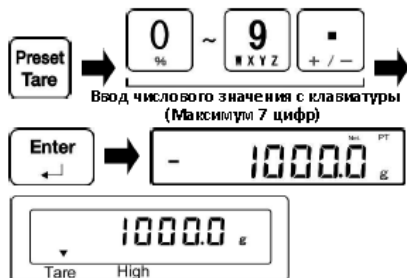 Preset
Tare
0
%
~
9
W X Y Z
.
+ / −
Ввод числового значения с клавиатуры
(Максимум 7 цифр)
Enter
Net
PT
- 1000.0 g
1000.0 g
Tare High